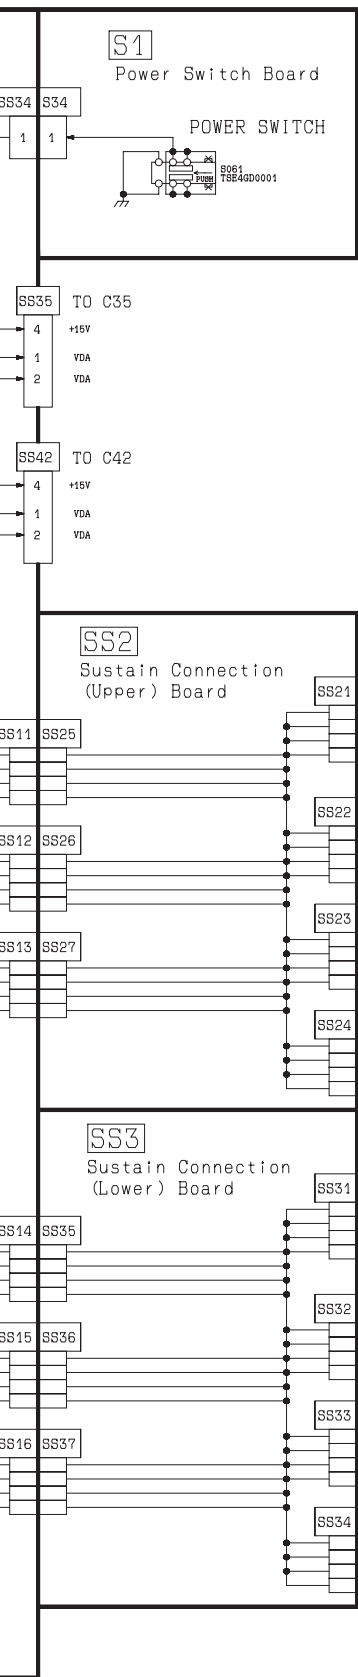 S1
Power Switch Board
SS34 S34
POWER SWITCH
1 1
S061
PUSH TSE4GD0001
SS35 TO C35
4 +15V
1 VDA
2 VDA
SS42 TO C42
4 +15V
1 VDA
2 VDA
SS2
Sustain Connection
(Upper) Board
SS21
SS11 SS25
SS22
SS12 SS26
SS23
SS13 SS27
SS24
SS3
Sustain Connection
(Lower) Board
SS31
SS14 SS35
SS32
SS15 SS36
SS33
SS16 SS37
SS34